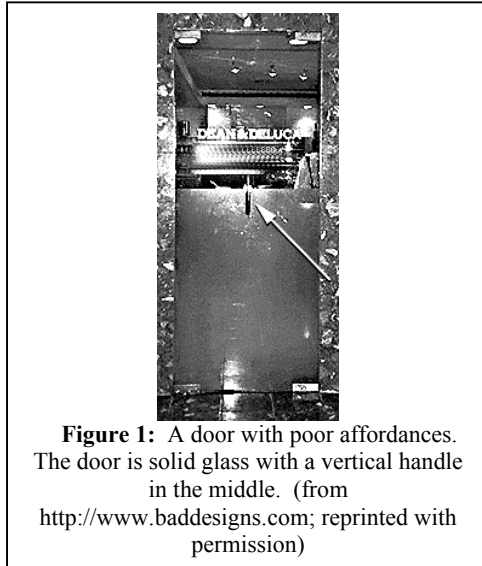 DEAN & DELUCA
Figure 1: A door with poor affordances.
The door is solid glass with a vertical handle
in the middle. (from
http://www.baddesigns.com; reprinted with
permission)